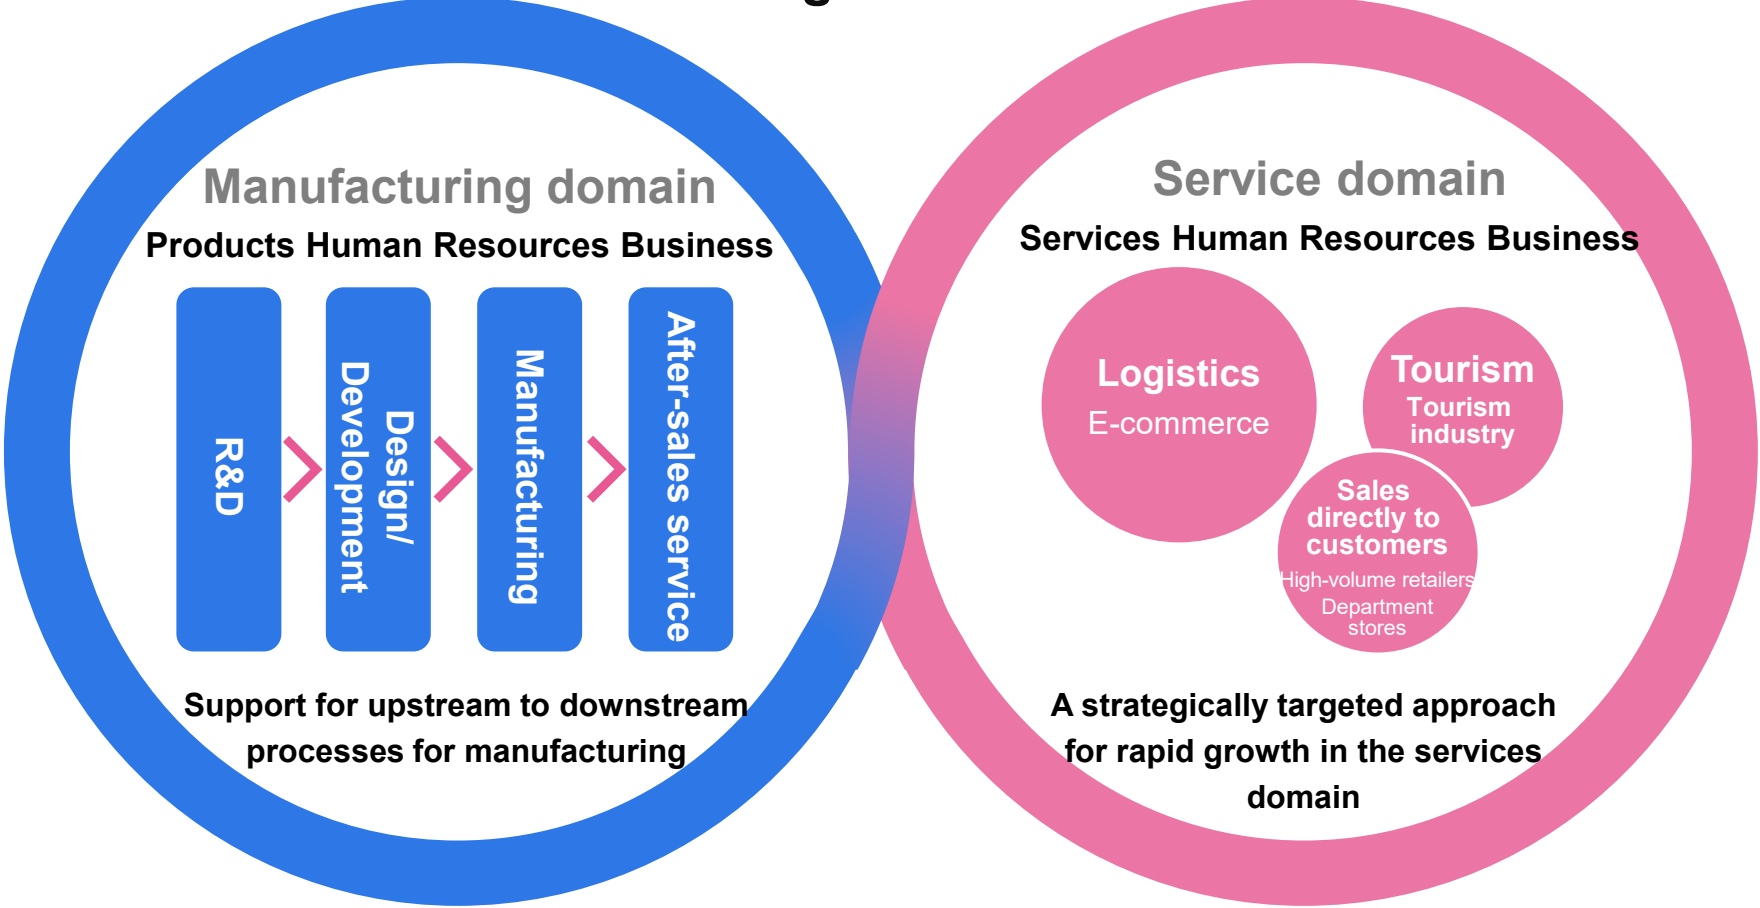 Manufacturing domain
Products Human Resources Business
R&D
Design/
Development
Manufacturing
After-sales service
Support for upstream to downstream
processes for manufacturing
Service domain
Services Human Resources Business
Logistics
E-commerce
Tourism
Tourism
industry
Sales
directly to
customers
High-volume retailers
Department
stores
A strategically targeted approach
for rapid growth in the services
domain